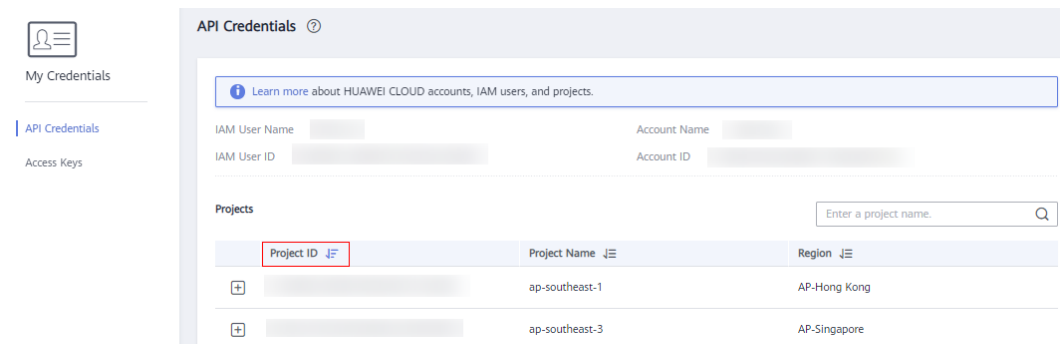 API Credentials
My Credentials
Learn more about HUAWEI CLOUD accounts, IAM users, and projects.
API Credentials
Access Keys
IAM User Name
Account Name
IAM User ID
Account ID
Projects
Enter a project name.
Project ID Project Name Region
ap-southeast-1 AP-Hong Kong
ap-southeast-3 AP-Singapore